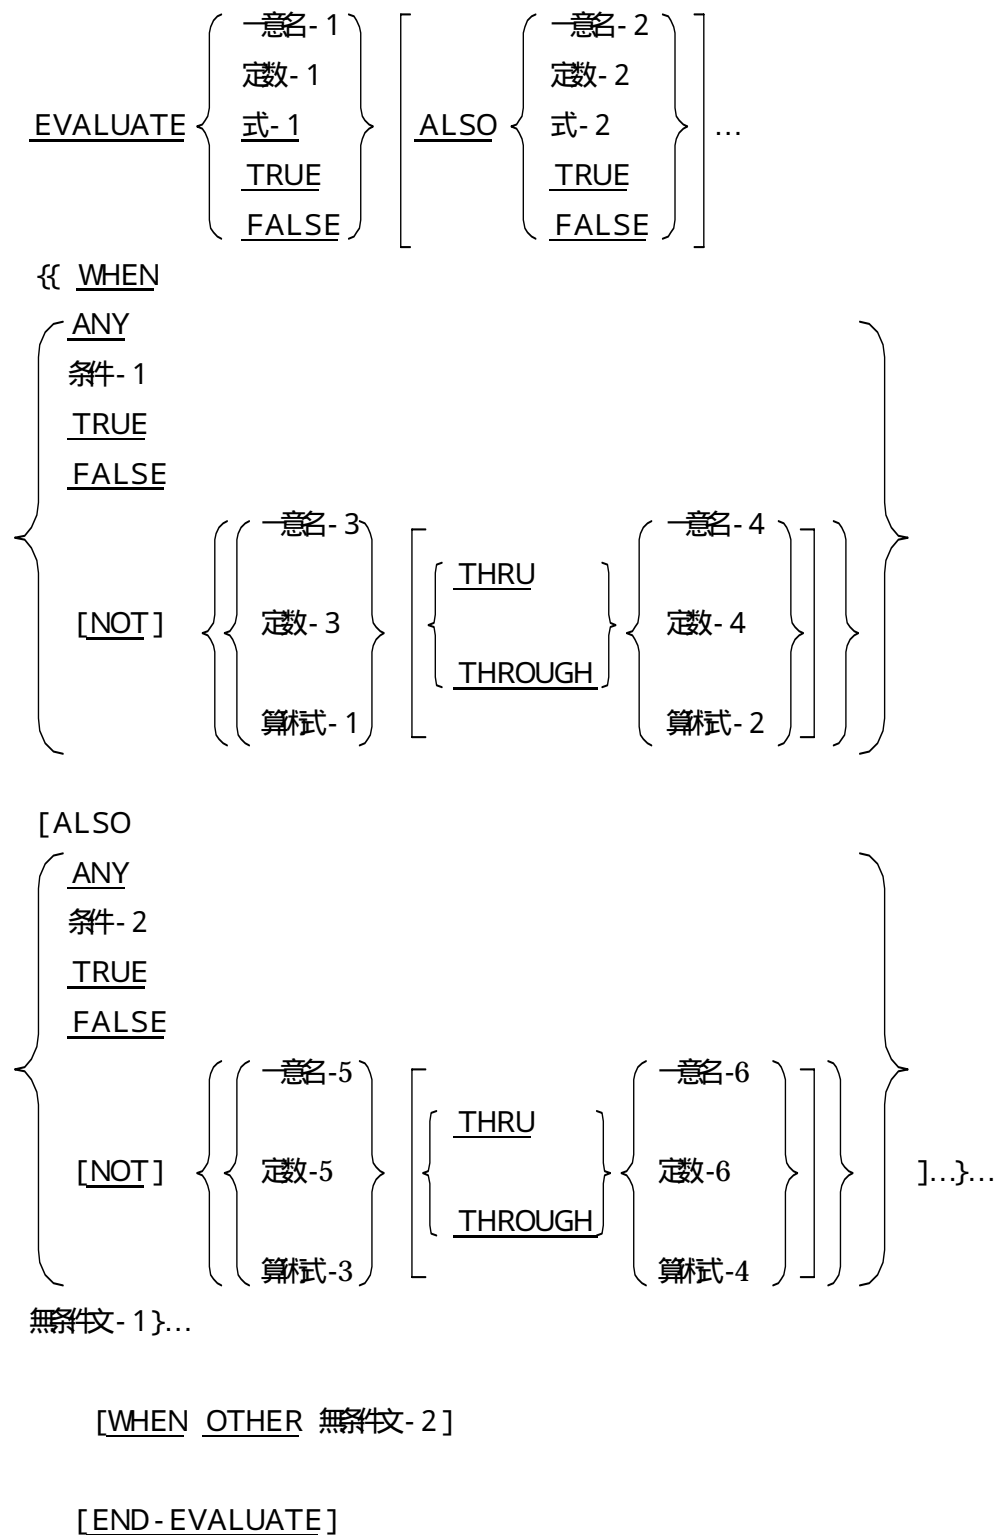 一意名-1 一意名-2
定数-1 定数-2
EVALUATE 式-1 [ ALSO 式-2 ] …
TRUE TRUE
FALSE FALSE
{{ WHEN
ANY
条件-1
TRUE
FALSE
一意名-3 一意名-4
THRU
[NOT] 定数-3 定数-4
THROUGH
算術式-1 算術式-2
[ALSO
ANY
条件-2
TRUE
FALSE
一意名-5 一意名-6
THRU
[NOT] 定数-5 定数-6 ]…}…
THROUGH
算術式-3 算術式-4
無条件文-1}…
[WHEN OTHER 無条件文-2]
[END-EVALUATE]